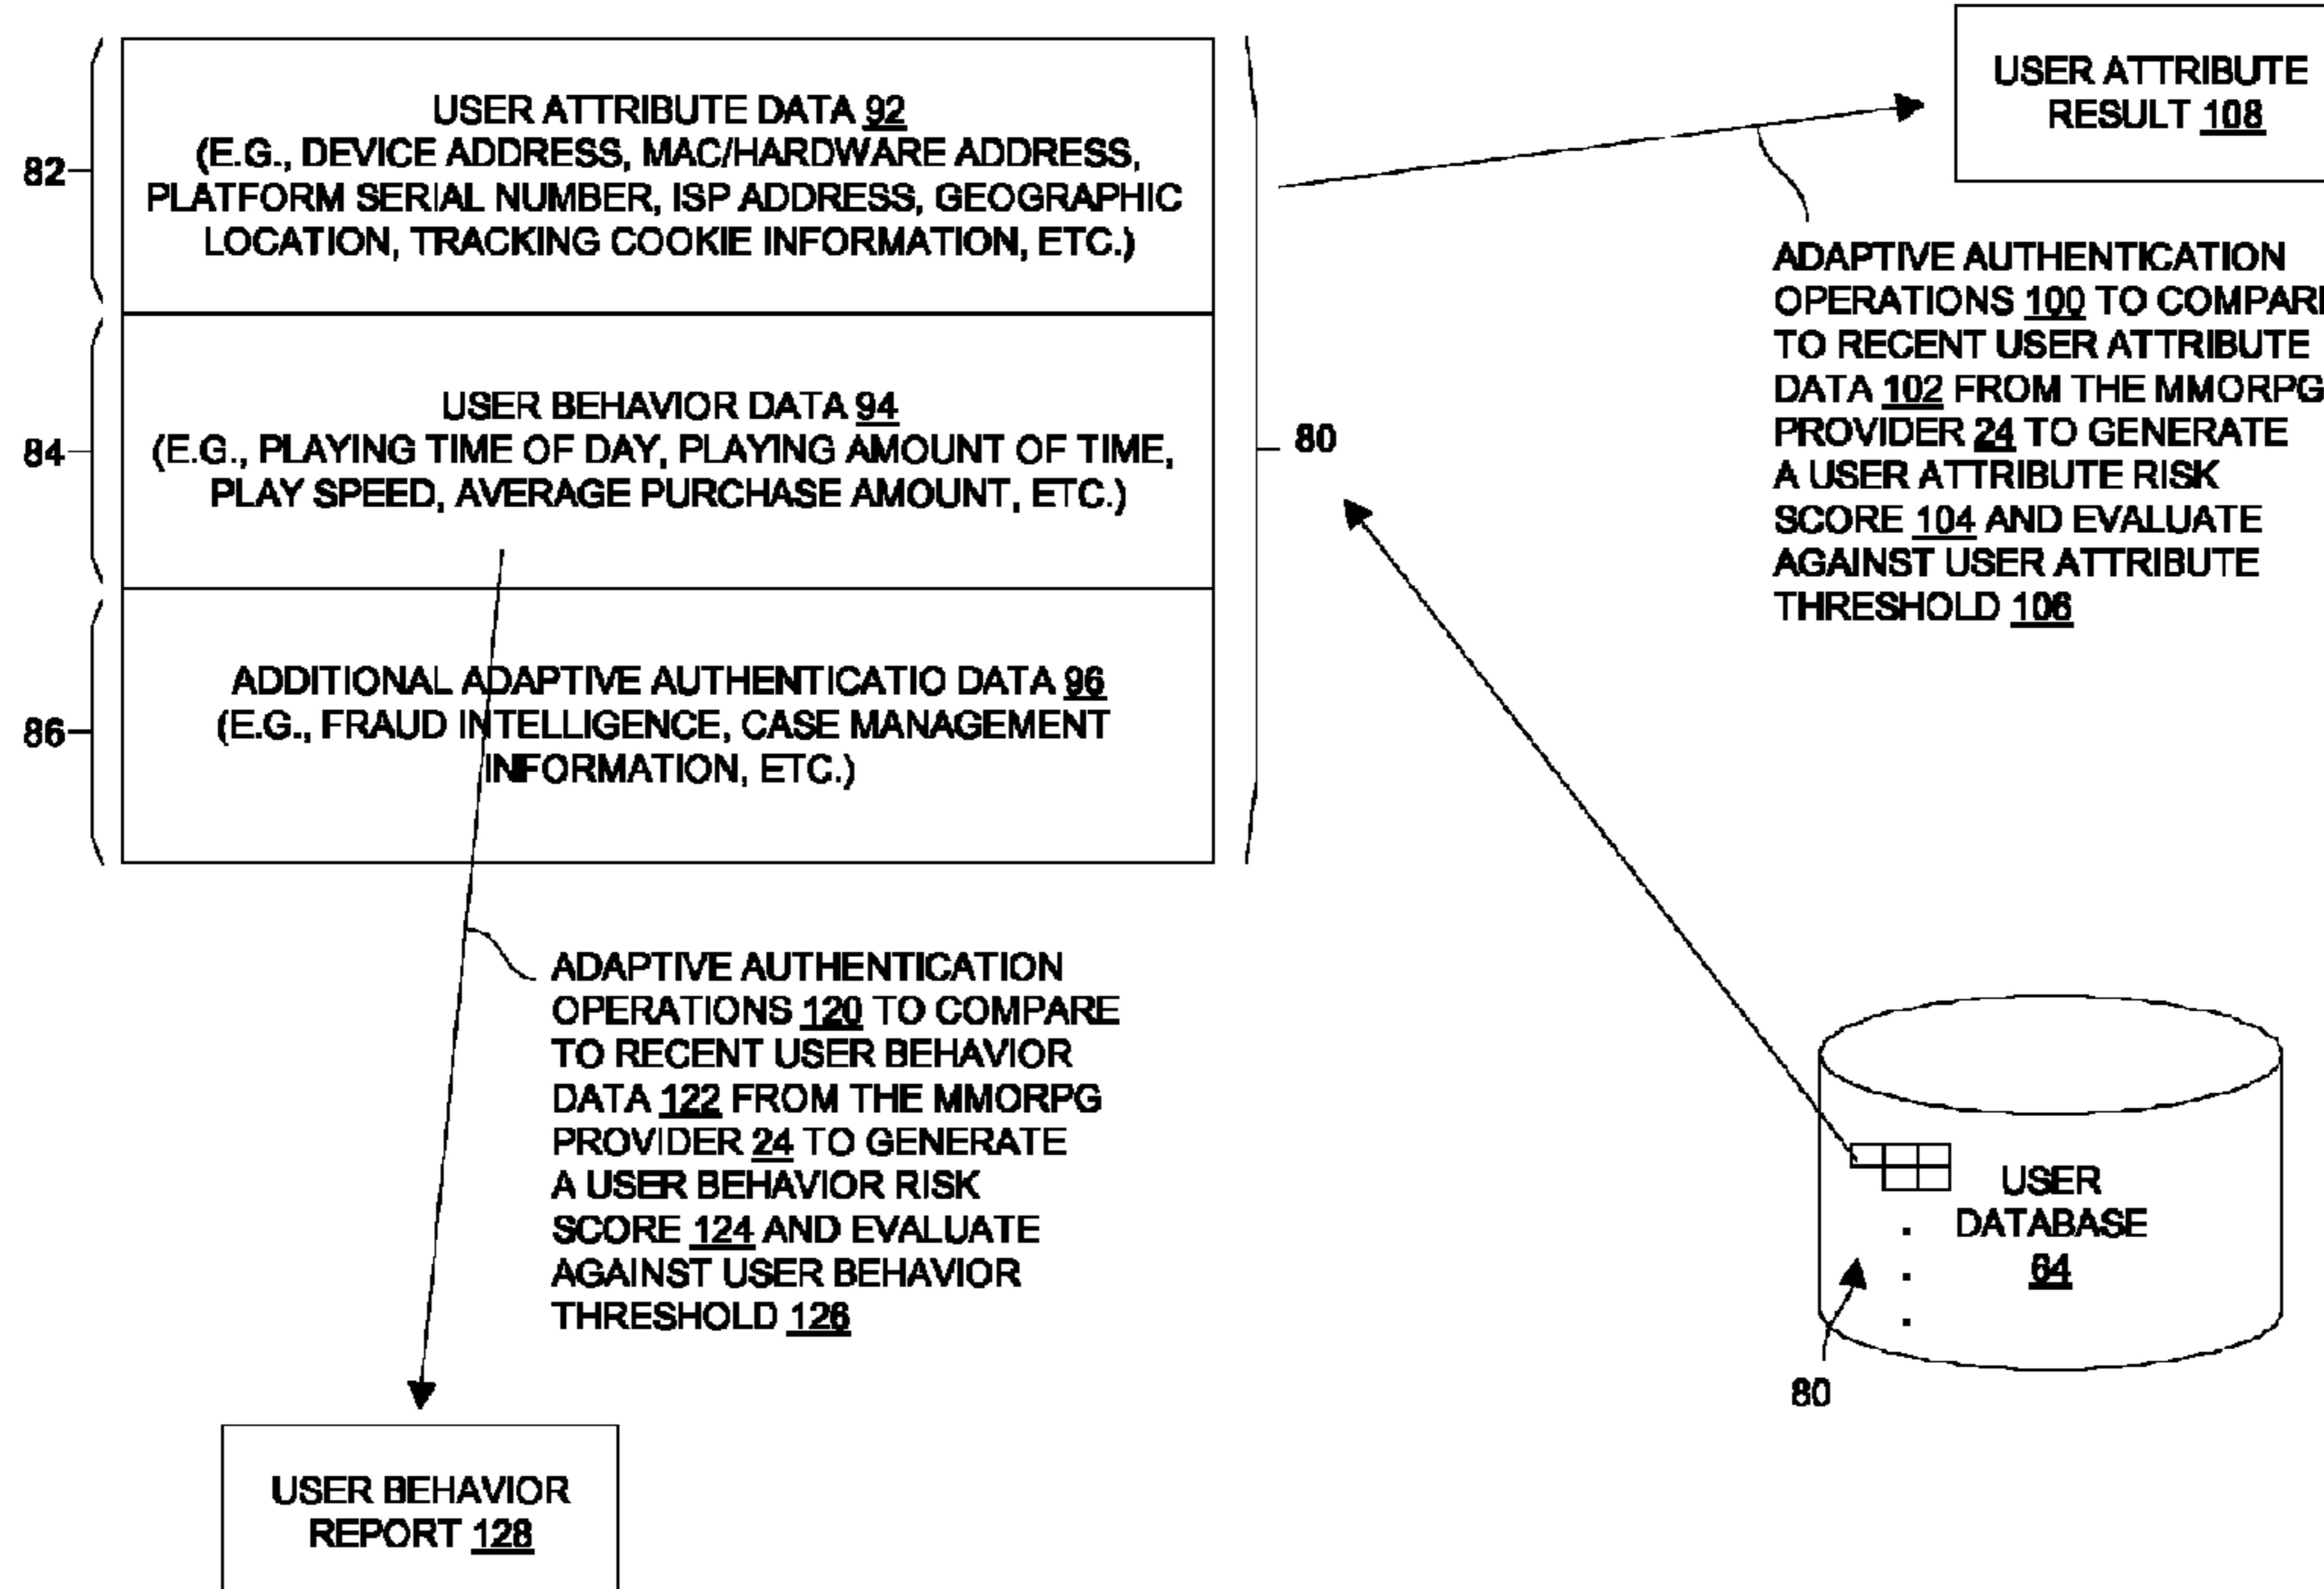 USER ATTRIBUTE DATA 92
(E.G., DEVICE ADDRESS, MAC/HARDWARE ADDRESS,
PLATFORM SERIAL NUMBER, ISP ADDRESS, GEOGRAPHIC
LOCATION, TRACKING COOKIE INFORMATION, ETC.)
82
USER BEHAVIOR DATA 94
(E.G., PLAYING TIME OF DAY, PLAYING AMOUNT OF TIME,
PLAY SPEED, AVERAGE PURCHASE AMOUNT, ETC.)
84
80
ADDITIONAL ADAPTIVE AUTHENTICATIO DATA 96
(E.G., FRAUD INTELLIGENCE, CASE MANAGEMENT
INFORMATION, ETC.)
86
USER ATTRIBUTE
RESULT 108
ADAPTIVE AUTHENTICATION
OPERATIONS 100 TO COMPARE
TO RECENT USER ATTRIBUTE
DATA 102 FROM THE MMORPG
PROVIDER 24 TO GENERATE
A USER ATTRIBUTE RISK
SCORE 104 AND EVALUATE
AGAINST USER ATTRIBUTE
THRESHOLD 106
ADAPTIVE AUTHENTICATION
OPERATIONS 120 TO COMPARE
TO RECENT USER BEHAVIOR
DATA 122 FROM THE MMORPG
PROVIDER 24 TO GENERATE
A USER BEHAVIOR RISK
SCORE 124 AND EVALUATE
AGAINST USER BEHAVIOR
THRESHOLD 126
USER
DATABASE
64
80
USER BEHAVIOR
REPORT 128